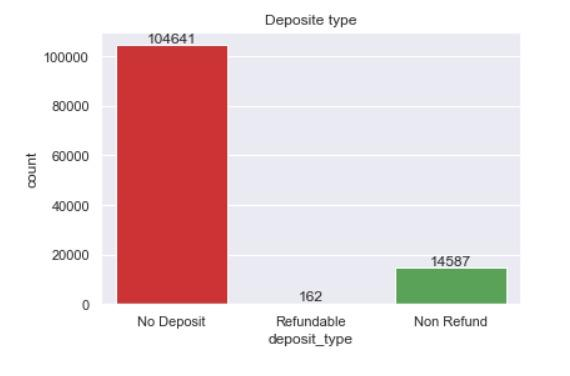 Deposite type
104641
100000
80000
60000
40000
20000
0
count
162
14587
No Deposit
Refundable
Non Refund
deposit_type